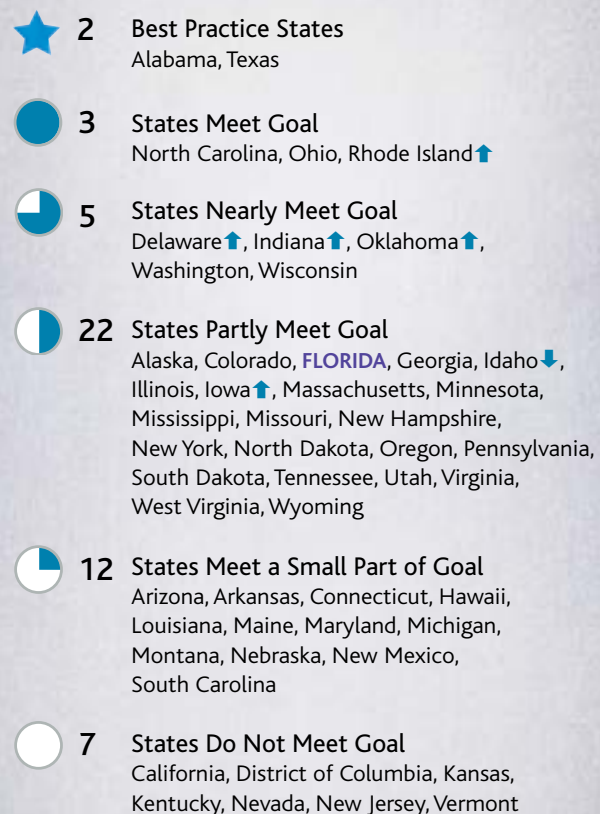 2 Best Practice States
Alabama, Texas
3 States Meet Goal
North Carolina, Ohio, Rhode Island⬆
5 States Nearly Meet Goal
Delaware⬆, Indiana⬆, Oklahoma⬆,
Washington, Wisconsin
22 States Partly Meet Goal
Alaska, Colorado, FLORIDA, Georgia, Idaho⬇,
Illinois, Iowa⬆, Massachusetts, Minnesota,
Mississippi, Missouri, New Hampshire,
New York, North Dakota, Oregon, Pennsylvania,
South Dakota, Tennessee, Utah, Virginia,
West Virginia, Wyoming
12 States Meet a Small Part of Goal
Arizona, Arkansas, Connecticut, Hawaii,
Louisiana, Maine, Maryland, Michigan,
Montana, Nebraska, New Mexico,
South Carolina
7 States Do Not Meet Goal
California, District of Columbia, Kansas,
Kentucky, Nevada, New Jersey, Vermont